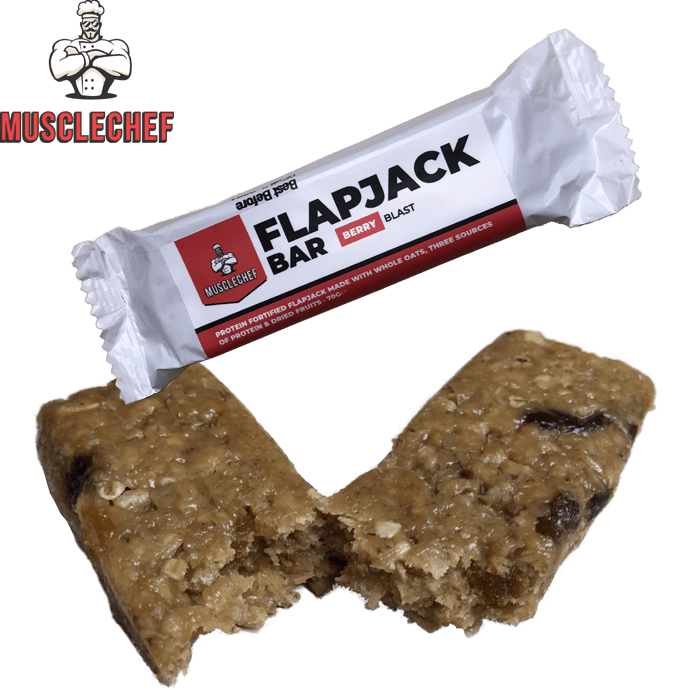 MUSCLECHEF
Best Before
FLAPJACK
BAR
BERRY BLAST
MUSCLECHEF
PROTEIN FORTIFIED FLAPJACK MADE WITH WHOLE OATS, THREE SOURCES
OF PROTEIN & DRIED FRUITS - 70G